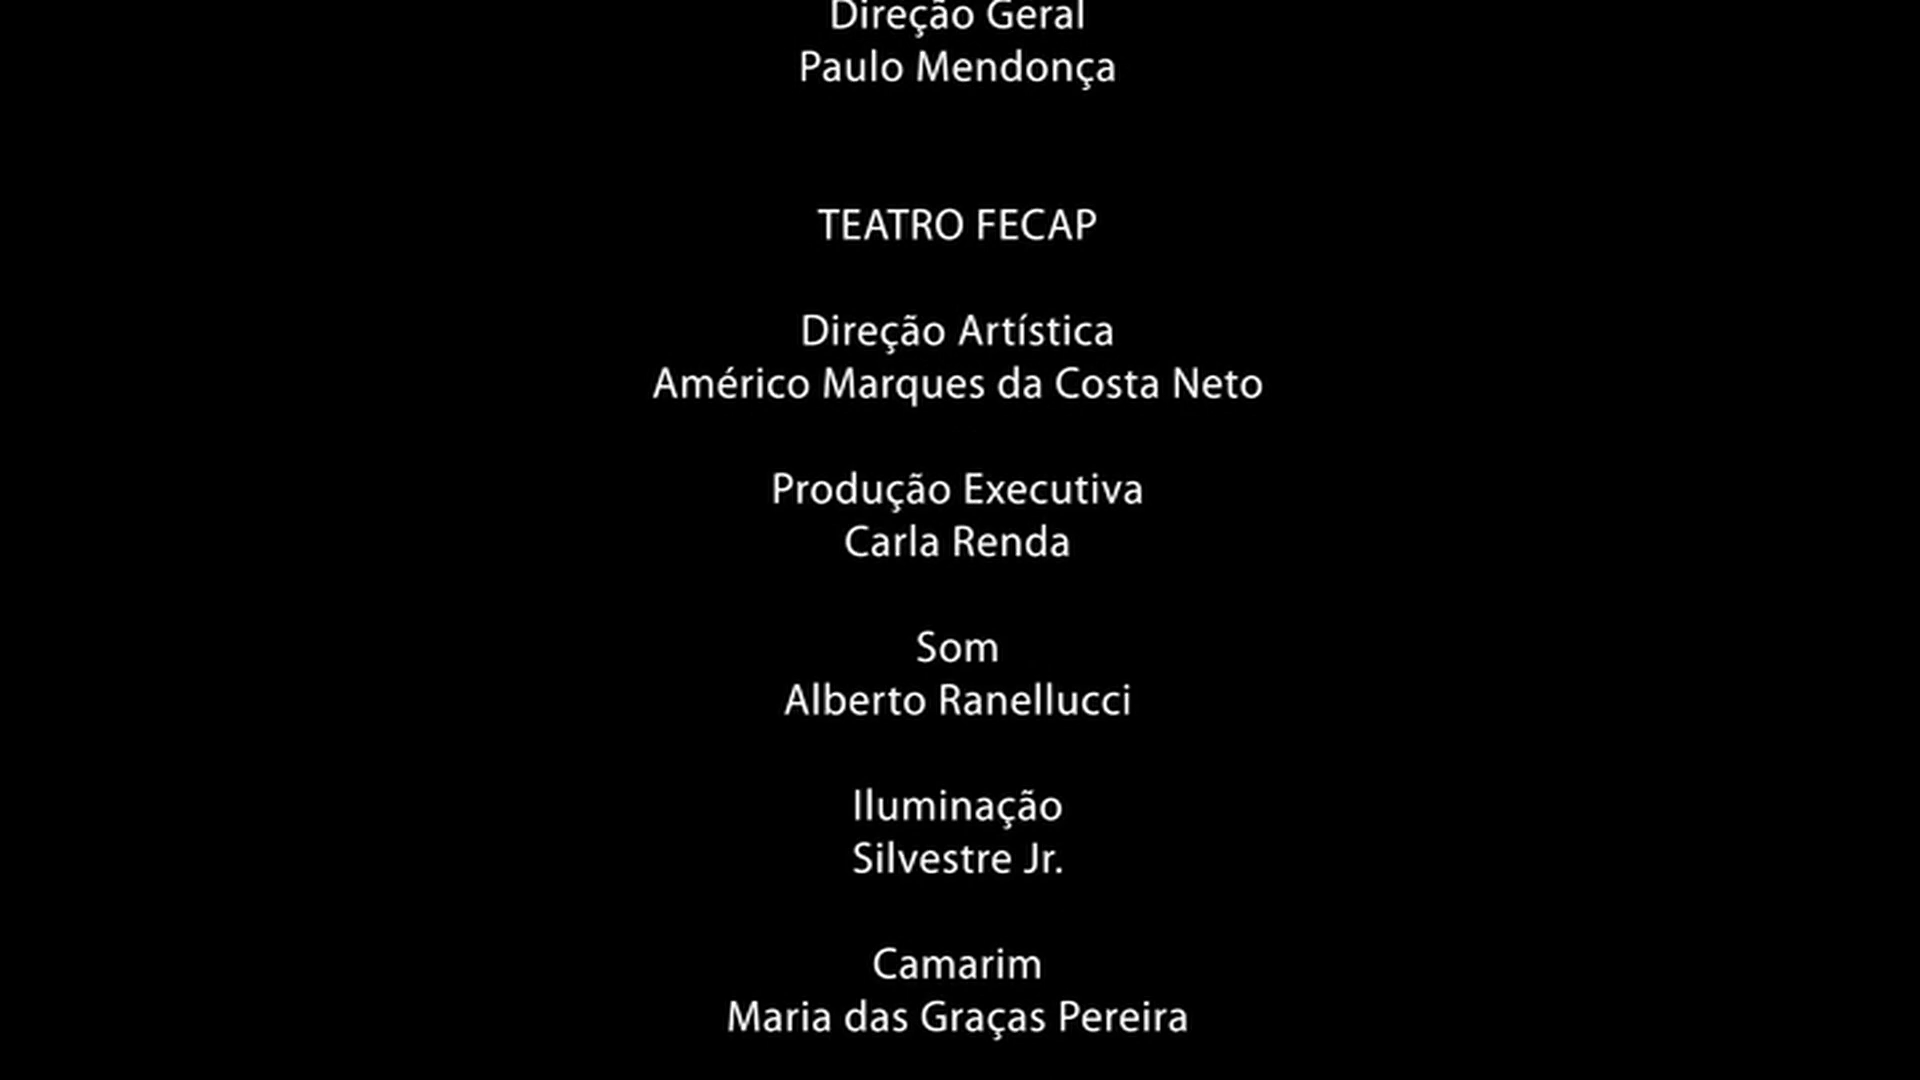 Direção Geral
Paulo Mendonça
TEATRO FECAP
Direção Artística
Américo Marques da Costa Neto
Produção Executiva
Carla Renda
Som
Alberto Ranellucci
Iluminação
Silvestre Jr.
Camarim
Maria das Graças Pereira